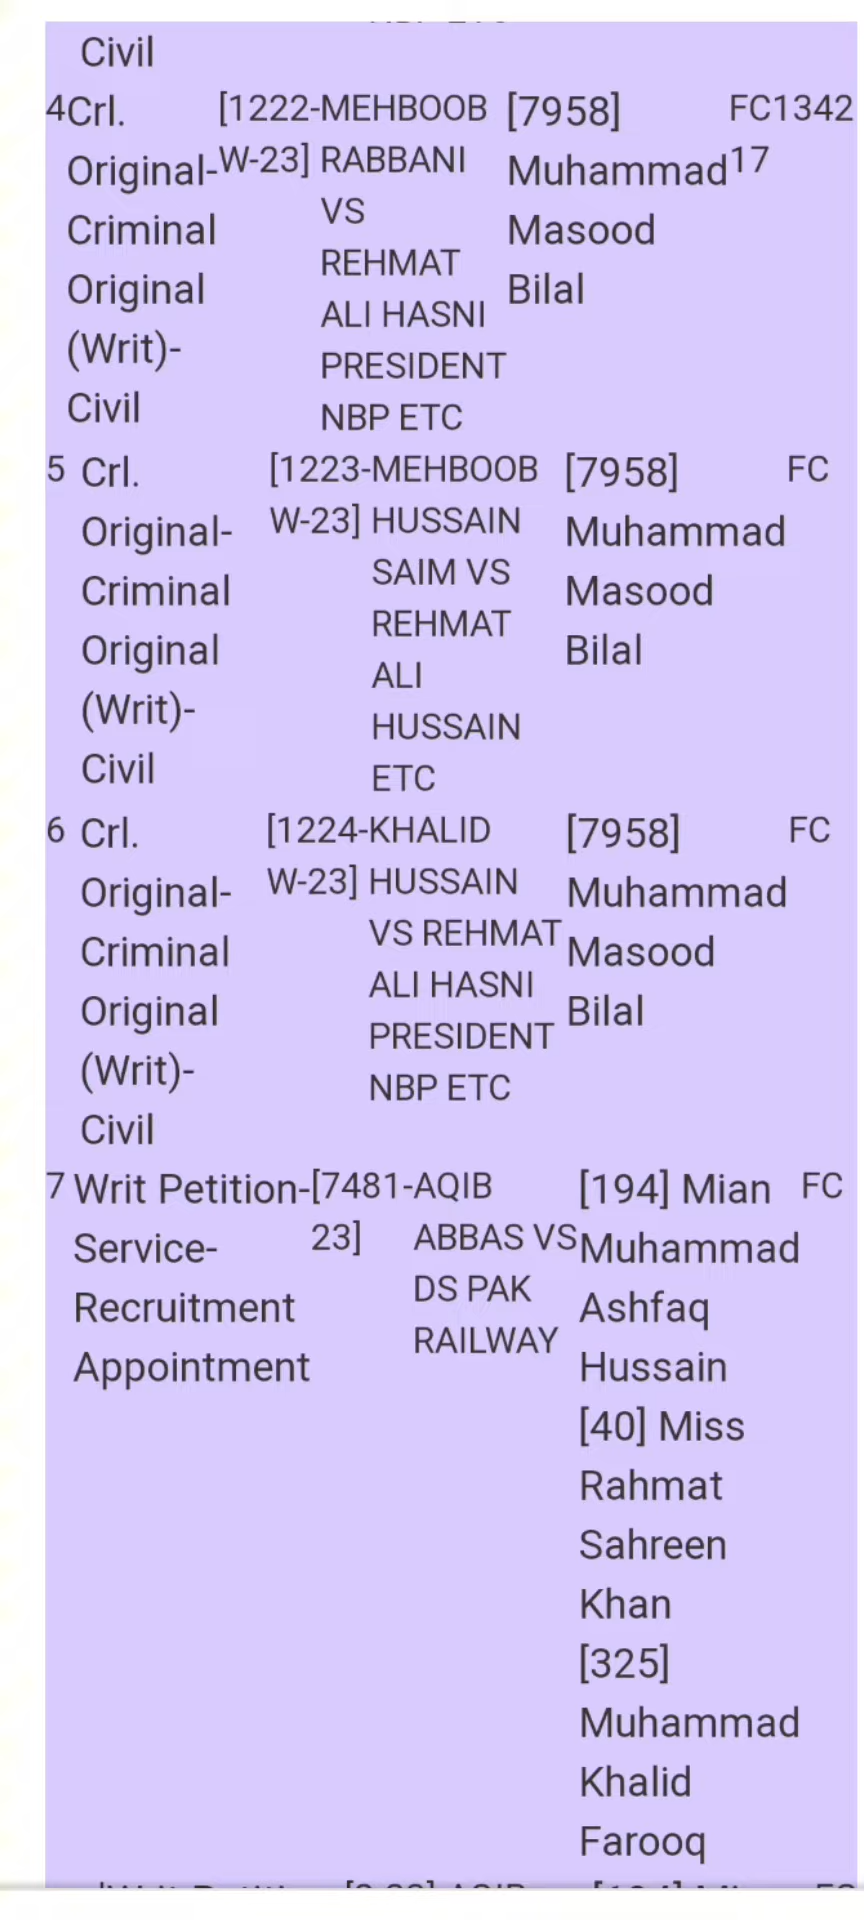 Civil
4 Crl. [1222- MEHBOOB [7958] FC1342
Original- W-23] RABBANI Muhammad 17
Criminal VS Masood
Original REHMAT Bilal
(Writ)- ALI HASNI
Civil PRESIDENT
NBP ETC
5 Crl. [1223- MEHBOOB [7958] FC
Original- W-23] HUSSAIN Muhammad
Criminal SAIM VS Masood
Original REHMAT Bilal
(Writ)- ALI
Civil HUSSAIN
ETC
6 Crl. [1224- KHALID [7958] FC
Original- W-23] HUSSAIN Muhammad
Criminal VS REHMAT Masood
Original ALI HASNI Bilal
(Writ)- PRESIDENT
Civil NBP ETC
7 Writ Petition- [7481- AQIB [194] Mian FC
Service- 23] ABBAS VS Muhammad
Recruitment DS PAK Ashfaq
Appointment RAILWAY Hussain
[40] Miss
Rahmat
Sahreen
Khan
[325]
Muhammad
Khalid
Farooq